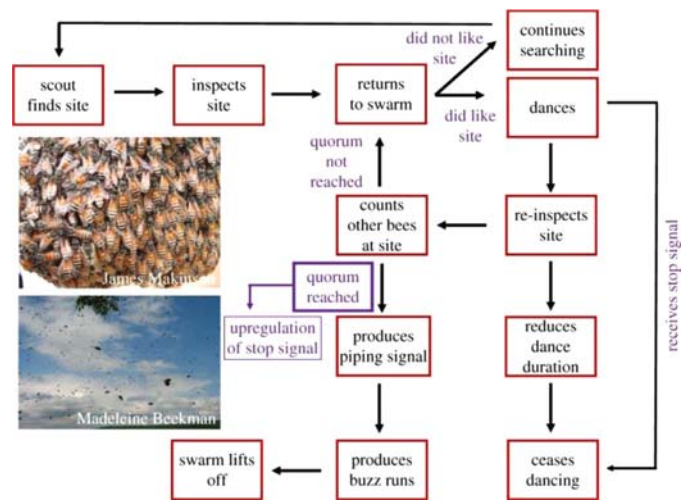 continues
searching
did not like
site
scout
finds site
inspects
site
returns
to swarm
dances
did like
site
quorum
not
reached
counts
other bees
at site
re-inspects
site
receives stop signal
James Makinson
quorum
reached
upregulation
of stop signal
produces
piping signal
reduces
dance
duration
Madeleine Beekman
swarm lifts
off
produces
buzz runs
ceases
dancing